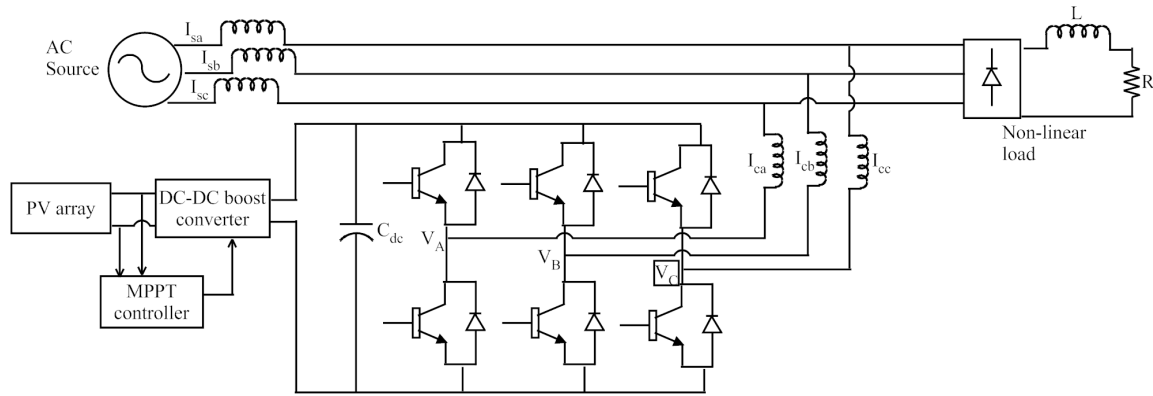 AC
Source
I_sa
I_sb
I_sc
L
R
Non-linear
load
I_ca
I_cb
I_cc
PV array
DC-DC boost
converter
C_dc
V_A
V_B
V_C
MPPT
controller